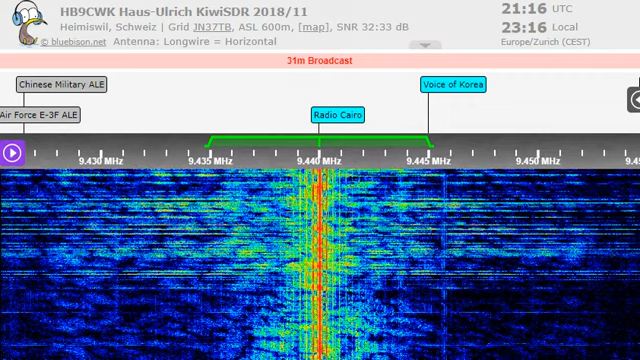 HB9CWK Haus-Ulrich KiwiSDR 2018/11
Heimiswil, Schweiz | Grid JN37TB, ASL 600m, [map], SNR 32:33 dB
© bluebison.net Antenna: Longwire = Horizontal
21:16 UTC
23:16 Local
Europe/Zurich (CEST)
31m Broadcast
Chinese Military ALE
Voice of Korea
Air Force E-3F ALE
Radio Cairo
9.430 MHz
9.435 MHz
9.440 MHz
9.445 MHz
9.450 MHz